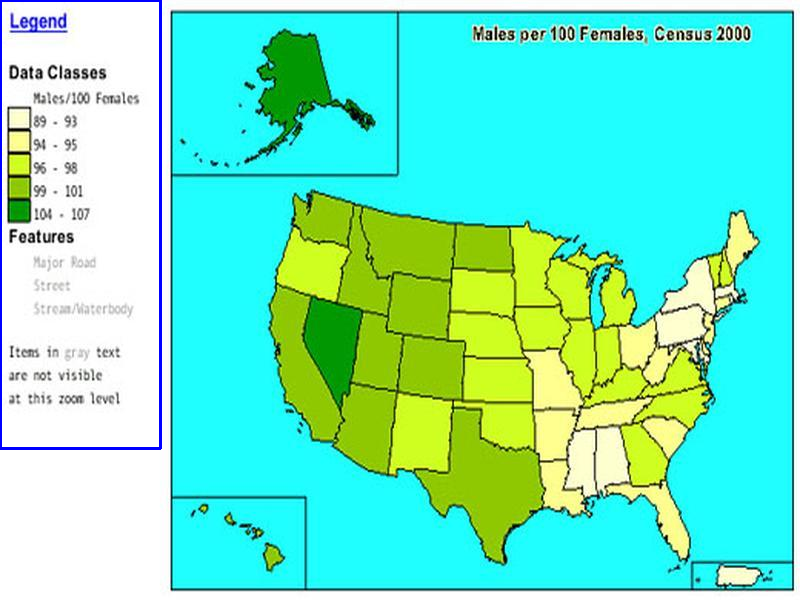 Legend
Males per 100 Females, Census 2000
Data Classes
Males/100 Females
89 - 93
94 - 95
96 - 98
99 - 101
104 - 107
Features
Major Road
Street
Stream/Waterbody
Items in gray text
are not visible
at this zoom level